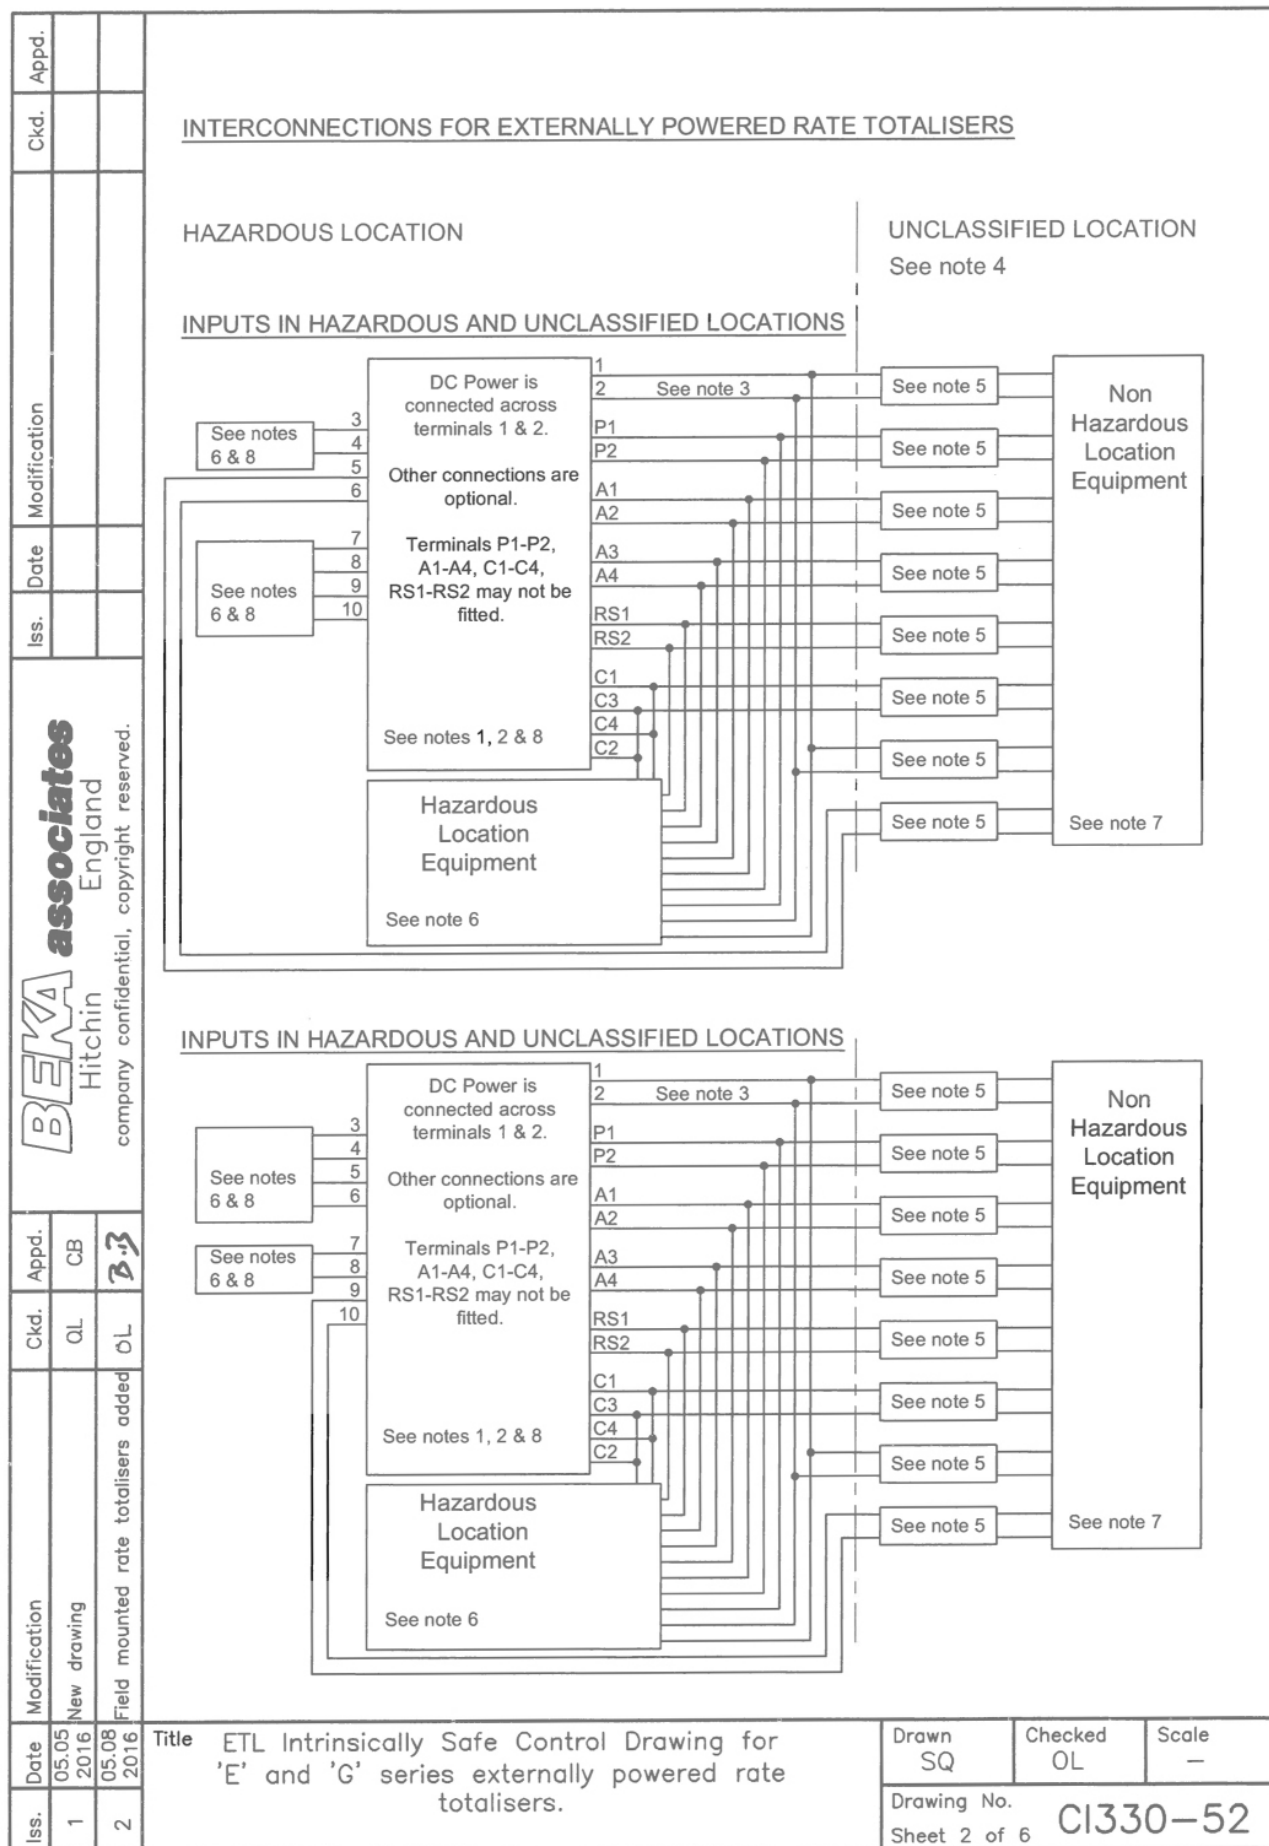 INTERCONNECTIONS FOR EXTERNALLY POWERED RATE TOTALISERS
HAZARDOUS LOCATION
UNCLASSIFIED LOCATION
See note 4
INPUTS IN HAZARDOUS AND UNCLASSIFIED LOCATIONS
DC Power is
connected across
terminals 1 & 2.
Other connections are
optional.
Terminals P1-P2,
A1-A4, C1-C4,
RS1-RS2 may not be
fitted.
See notes 1, 2 & 8
See notes
6 & 8
See notes
6 & 8
3
4
5
6
7
8
9
10
1
2
See note 3
P1
P2
A1
A2
A3
A4
RS1
RS2
C1
C3
C4
C2
See note 5
See note 5
See note 5
See note 5
See note 5
See note 5
See note 5
See note 5
Non
Hazardous
Location
Equipment
See note 7
Hazardous
Location
Equipment
See note 6
INPUTS IN HAZARDOUS AND UNCLASSIFIED LOCATIONS
DC Power is
connected across
terminals 1 & 2.
Other connections are
optional.
Terminals P1-P2,
A1-A4, C1-C4,
RS1-RS2 may not be
fitted.
See notes 1, 2 & 8
See notes
6 & 8
See notes
6 & 8
3
4
5
6
7
8
9
10
1
2
See note 3
P1
P2
A1
A2
A3
A4
RS1
RS2
C1
C3
C4
C2
See note 5
See note 5
See note 5
See note 5
See note 5
See note 5
See note 5
See note 5
Non
Hazardous
Location
Equipment
See note 7
Hazardous
Location
Equipment
See note 6
Iss. Date Modification Ckd. Appd.
BEKA associates
Hitchin England
company confidential, copyright reserved.
Iss. Date Modification Ckd. Appd.
1 05.05 2016 New drawing QL CB
2 05.08 2016 Field mounted rate totalisers added OL B.B
Title ETL Intrinsically Safe Control Drawing for
'E' and 'G' series externally powered rate
totalisers.
Drawn
SQ
Checked
OL
Scale
–
Drawing No.
CI330-52
Sheet 2 of 6